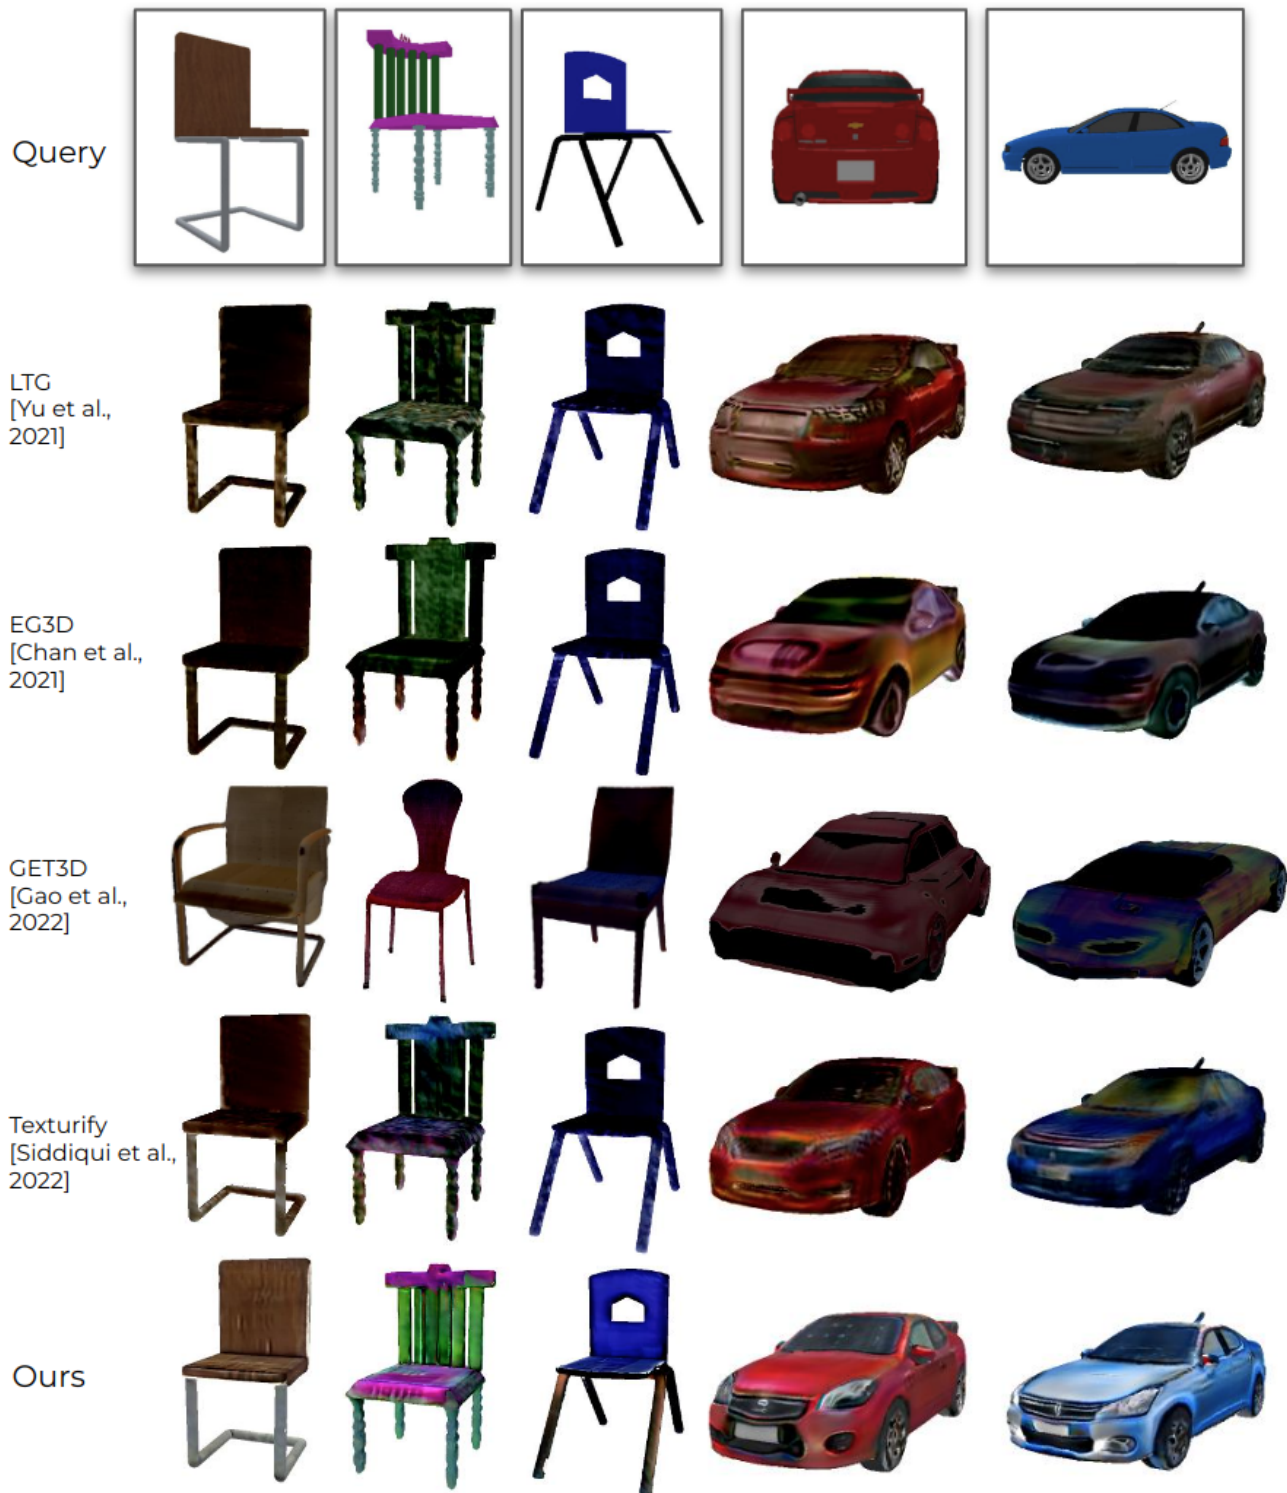 Query
LTG
[Yu et al.,
2021]
EG3D
[Chan et al.,
2021]
GET3D
[Gao et al.,
2022]
Texturify
[Siddiqui et al.,
2022]
Ours